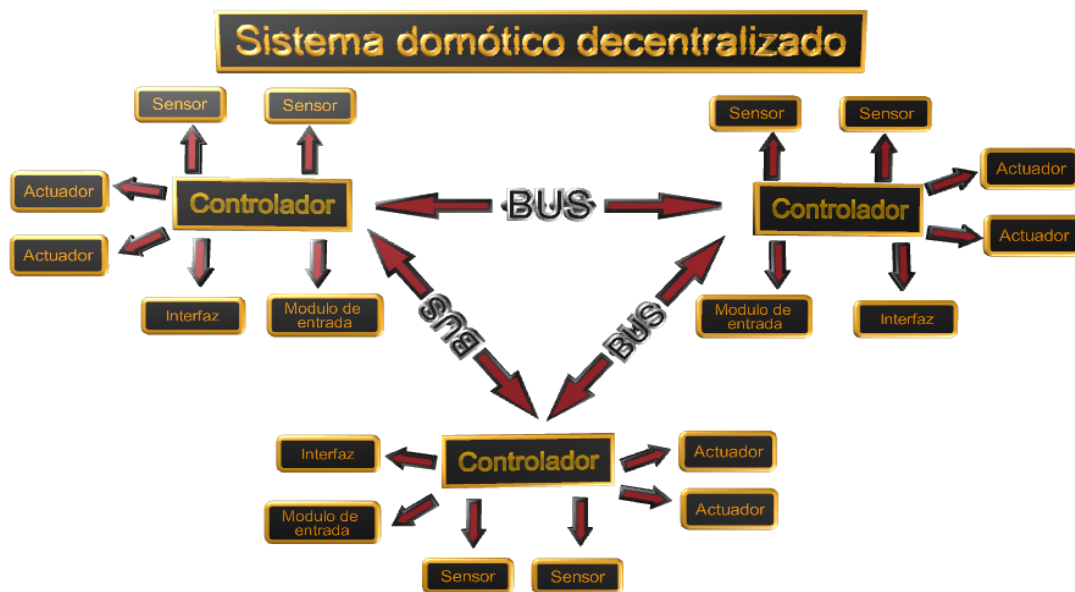 Sistema domótico decentralizado
Sensor
Sensor
Actuador
Controlador
Actuador
Interfaz
Modulo de
entrada
BUS
Sensor
Sensor
Actuador
Controlador
Actuador
Modulo de
entrada
Interfaz
BUS
BUS
Interfaz
Controlador
Actuador
Modulo de
entrada
Actuador
Sensor
Sensor